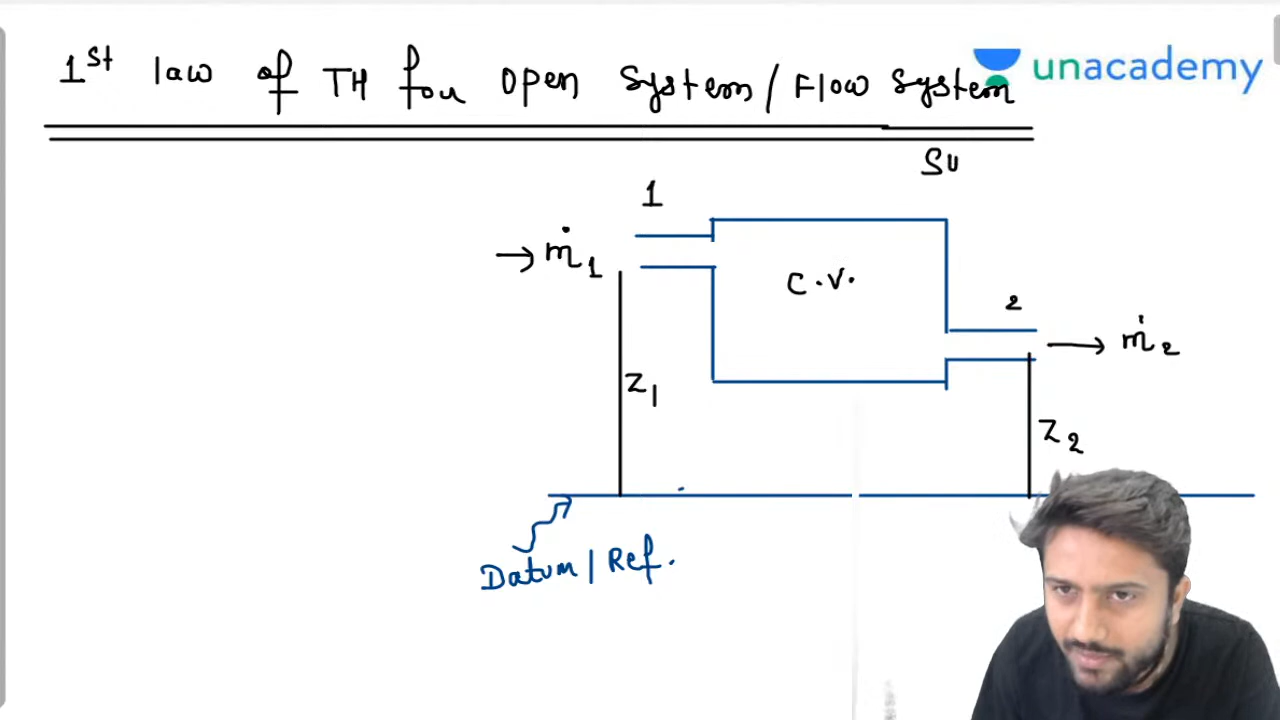 1st law of TH for Open System / Flow System
unacademy
SU
1
→ ṁ1
C.V.
2
→ ṁ2
Z1
Z2
Datum / Ref.